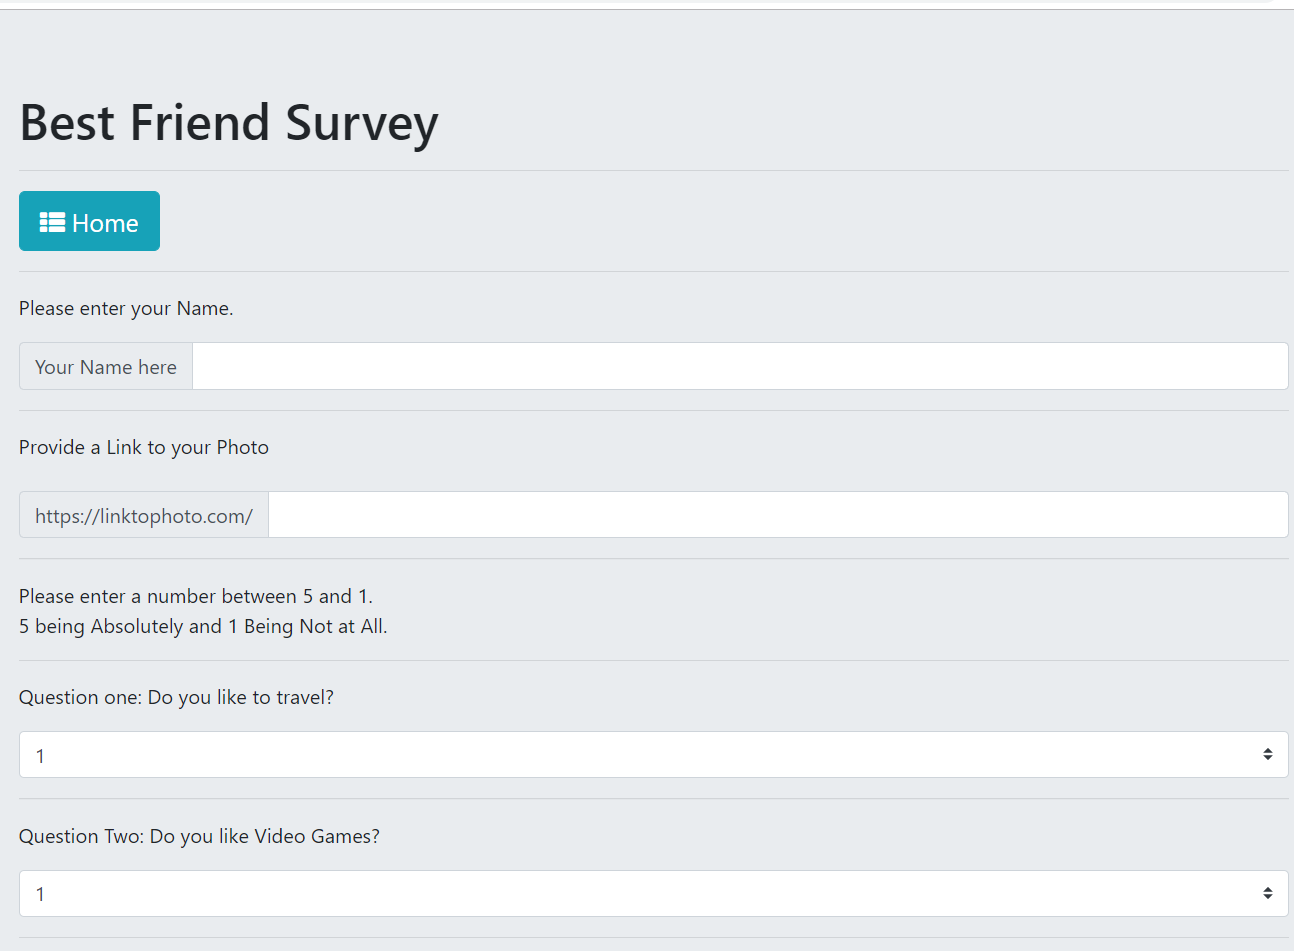 Best Friend Survey
Home
Please enter your Name.
Your Name here
Provide a Link to your Photo
https://linktophoto.com/
Please enter a number between 5 and 1.
5 being Absolutely and 1 Being Not at All.
Question one: Do you like to travel?
1
Question Two: Do you like Video Games?
1